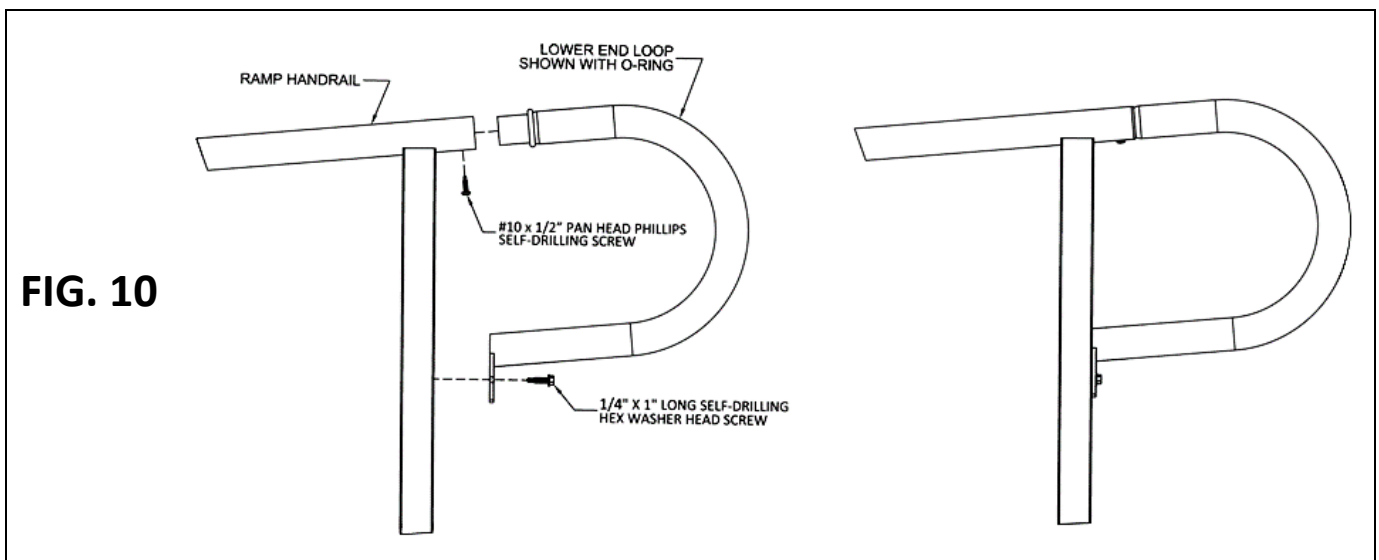 LOWER END LOOP
SHOWN WITH O-RING
RAMP HANDRAIL
#10 x 1/2" PAN HEAD PHILLIPS
SELF-DRILLING SCREW
FIG. 10
1/4" X 1" LONG SELF-DRILLING
HEX WASHER HEAD SCREW